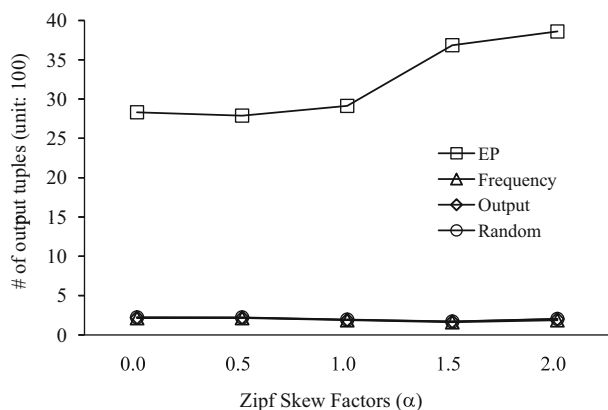 40
35
30
25
20
15
10
5
0
# of output tuples (unit: 100)
EP
Frequency
Output
Random
0.0 0.5 1.0 1.5 2.0
Zipf Skew Factors (α)